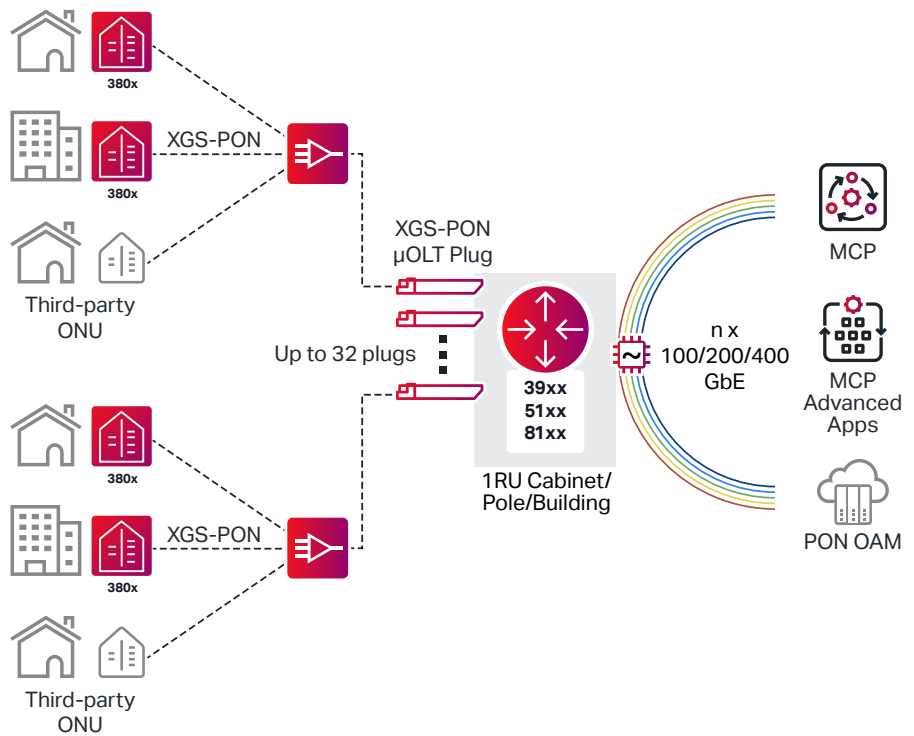 380x
380x
XGS-PON
Third-party
ONU
XGS-PON
µOLT Plug
Up to 32 plugs
39xx
51xx
81xx
1RU Cabinet/
Pole/Building
n x
100/200/400
GbE
MCP
MCP
Advanced
Apps
PON OAM
380x
XGS-PON
380x
Third-party
ONU